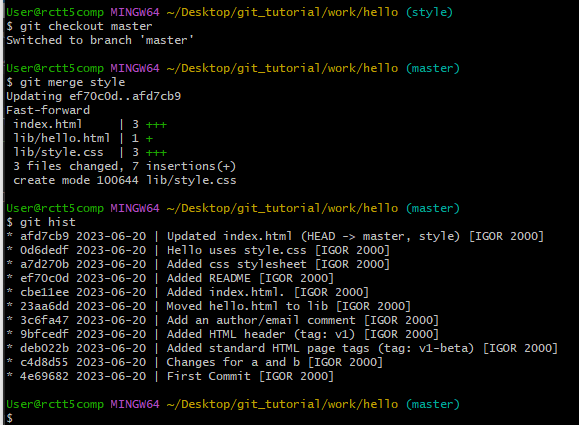 User@rctt5comp MINGW64 ~/Desktop/git_tutorial/work/hello (style)
$ git checkout master
Switched to branch 'master'
User@rctt5comp MINGW64 ~/Desktop/git_tutorial/work/hello (master)
$ git merge style
Updating ef70c0d..afd7cb9
Fast-forward
index.html | 3 +++
lib/hello.html | 1 +
lib/style.css | 3 +++
3 files changed, 7 insertions(+)
create mode 100644 lib/style.css
User@rctt5comp MINGW64 ~/Desktop/git_tutorial/work/hello (master)
$ git hist
* afd7cb9 2023-06-20 | Updated index.html (HEAD -> master, style) [IGOR 2000]
* 0d6dedf 2023-06-20 | Hello uses style.css [IGOR 2000]
* a7d270b 2023-06-20 | Added css stylesheet [IGOR 2000]
* ef70c0d 2023-06-20 | Added README [IGOR 2000]
* cbe11ee 2023-06-20 | Added index.html. [IGOR 2000]
* 23aa6dd 2023-06-20 | Moved hello.html to lib [IGOR 2000]
* 3c6fa47 2023-06-20 | Add an author/email comment [IGOR 2000]
* 9bfcedf 2023-06-20 | Added HTML header (tag: v1) [IGOR 2000]
* deb022b 2023-06-20 | Added standard HTML page tags (tag: v1-beta) [IGOR 2000]
* c4d8d55 2023-06-20 | Changes for a and b [IGOR 2000]
* 4e69682 2023-06-20 | First Commit [IGOR 2000]
User@rctt5comp MINGW64 ~/Desktop/git_tutorial/work/hello (master)
$